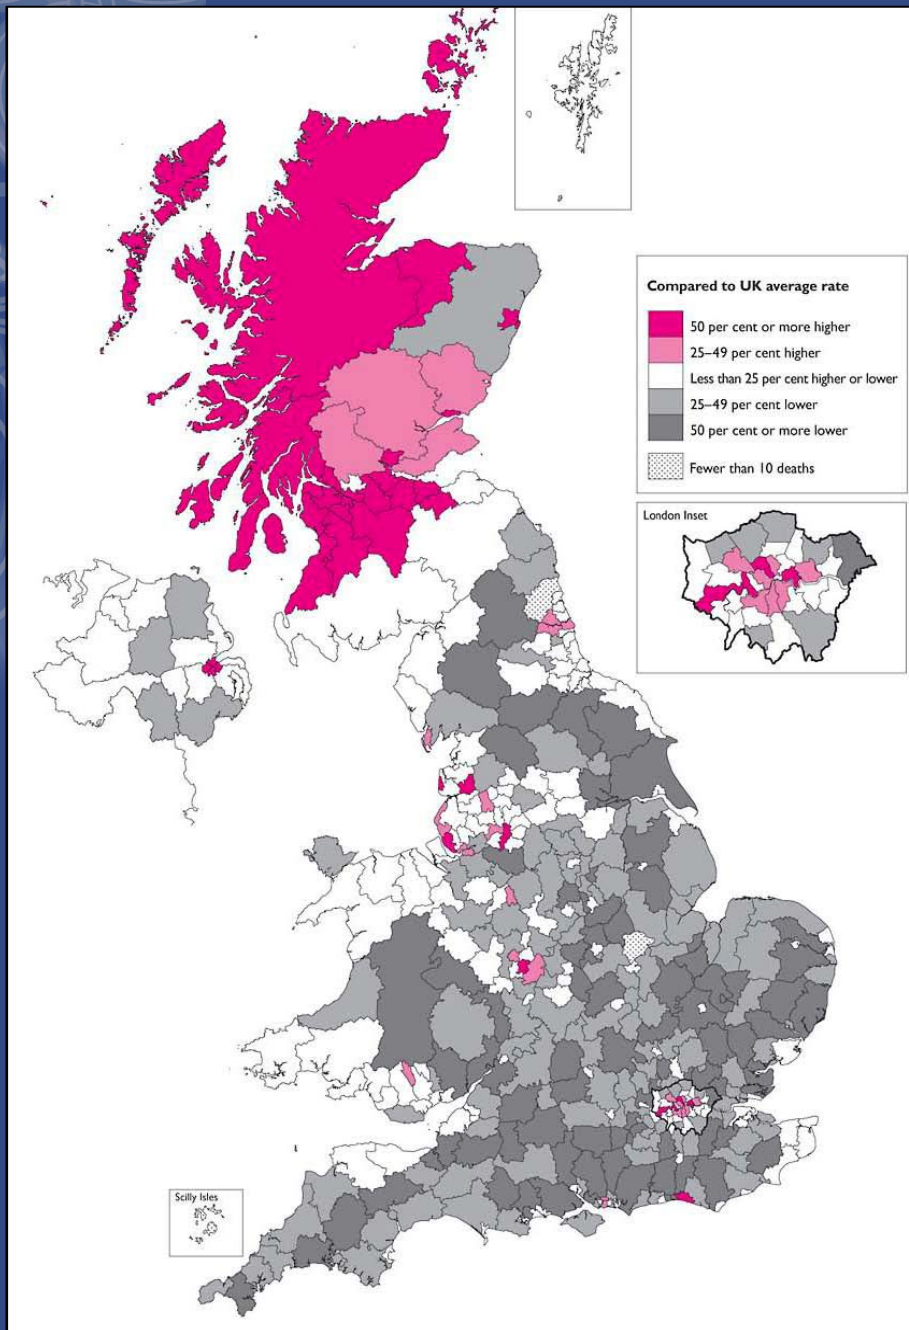 Compared to UK average rate
50 per cent or more higher
25–49 per cent higher
Less than 25 per cent higher or lower
25–49 per cent lower
50 per cent or more lower
Fewer than 10 deaths
London Inset
Scilly Isles